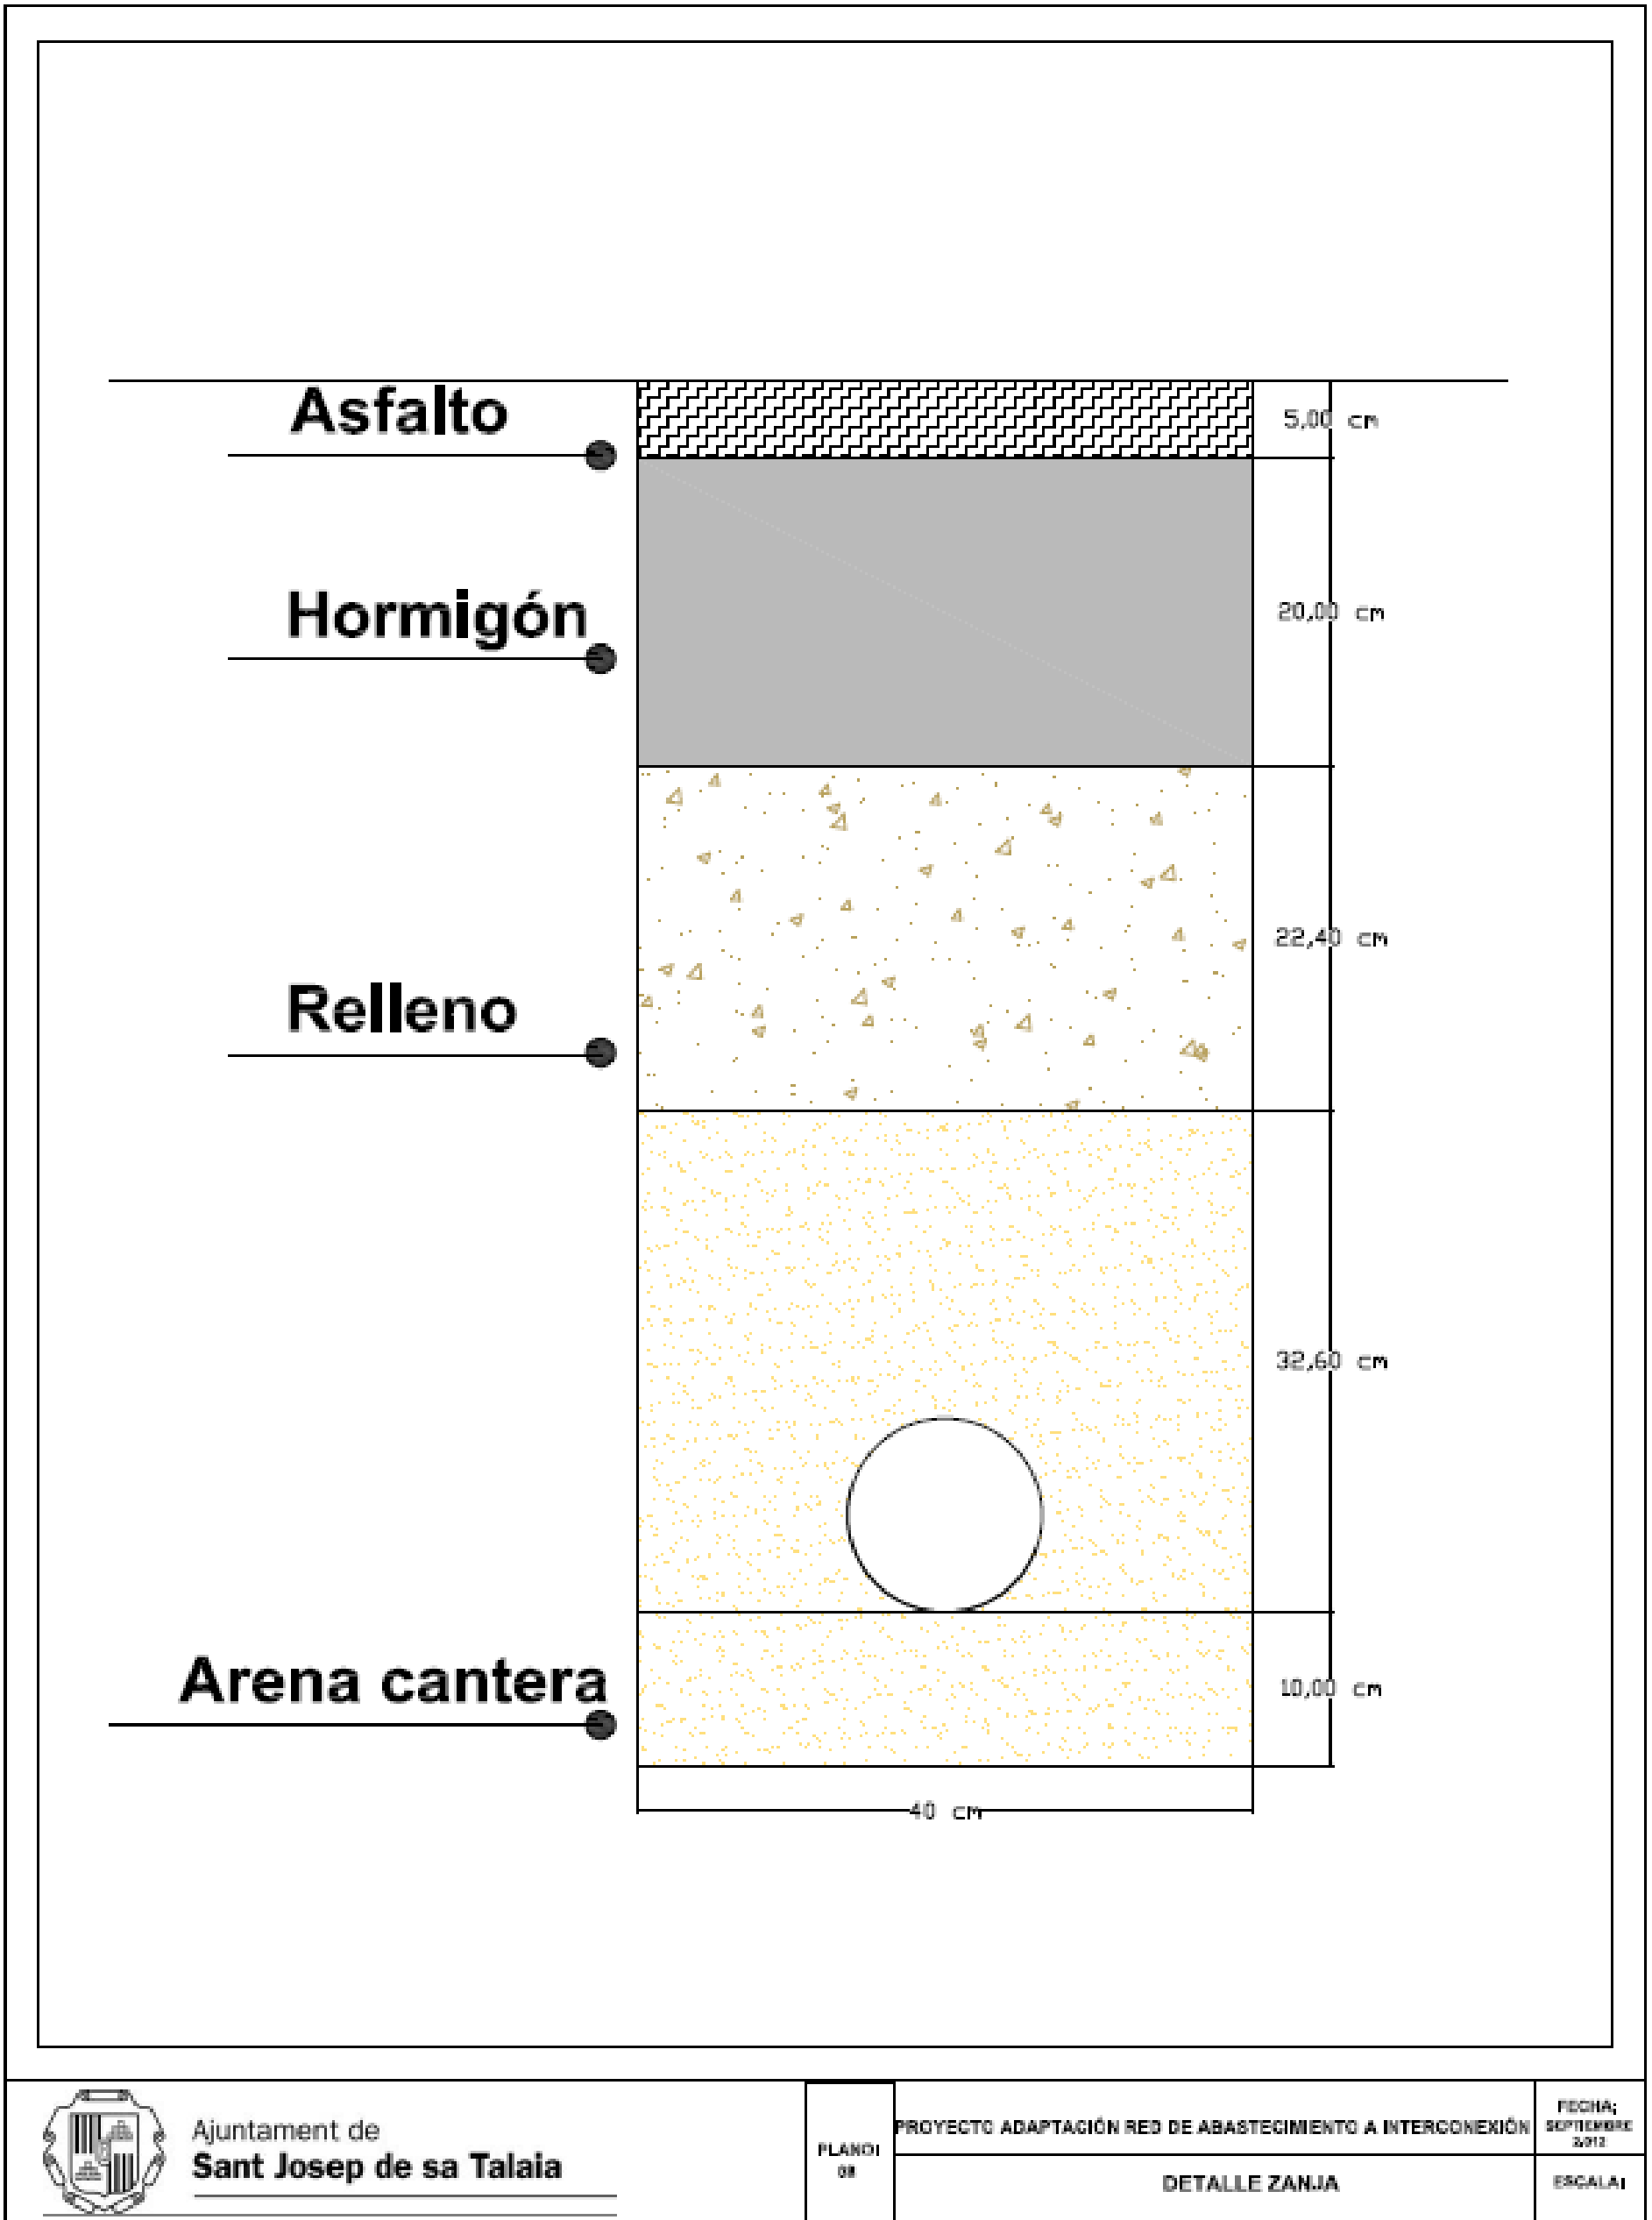 Asfalto
5,00 cm
Hormigón
20,00 cm
22,40 cm
Relleno
32,60 cm
Arena cantera
10,00 cm
40 cm
Ajuntament de
Sant Josep de sa Talaia
PLANO:
PROYECTO ADAPTACIÓN RED DE ABASTECIMIENTO A INTERCONEXIÓN
DETALLE ZANJA
FECHA:
SEPTIEMBRE
2.012
ESCALA: